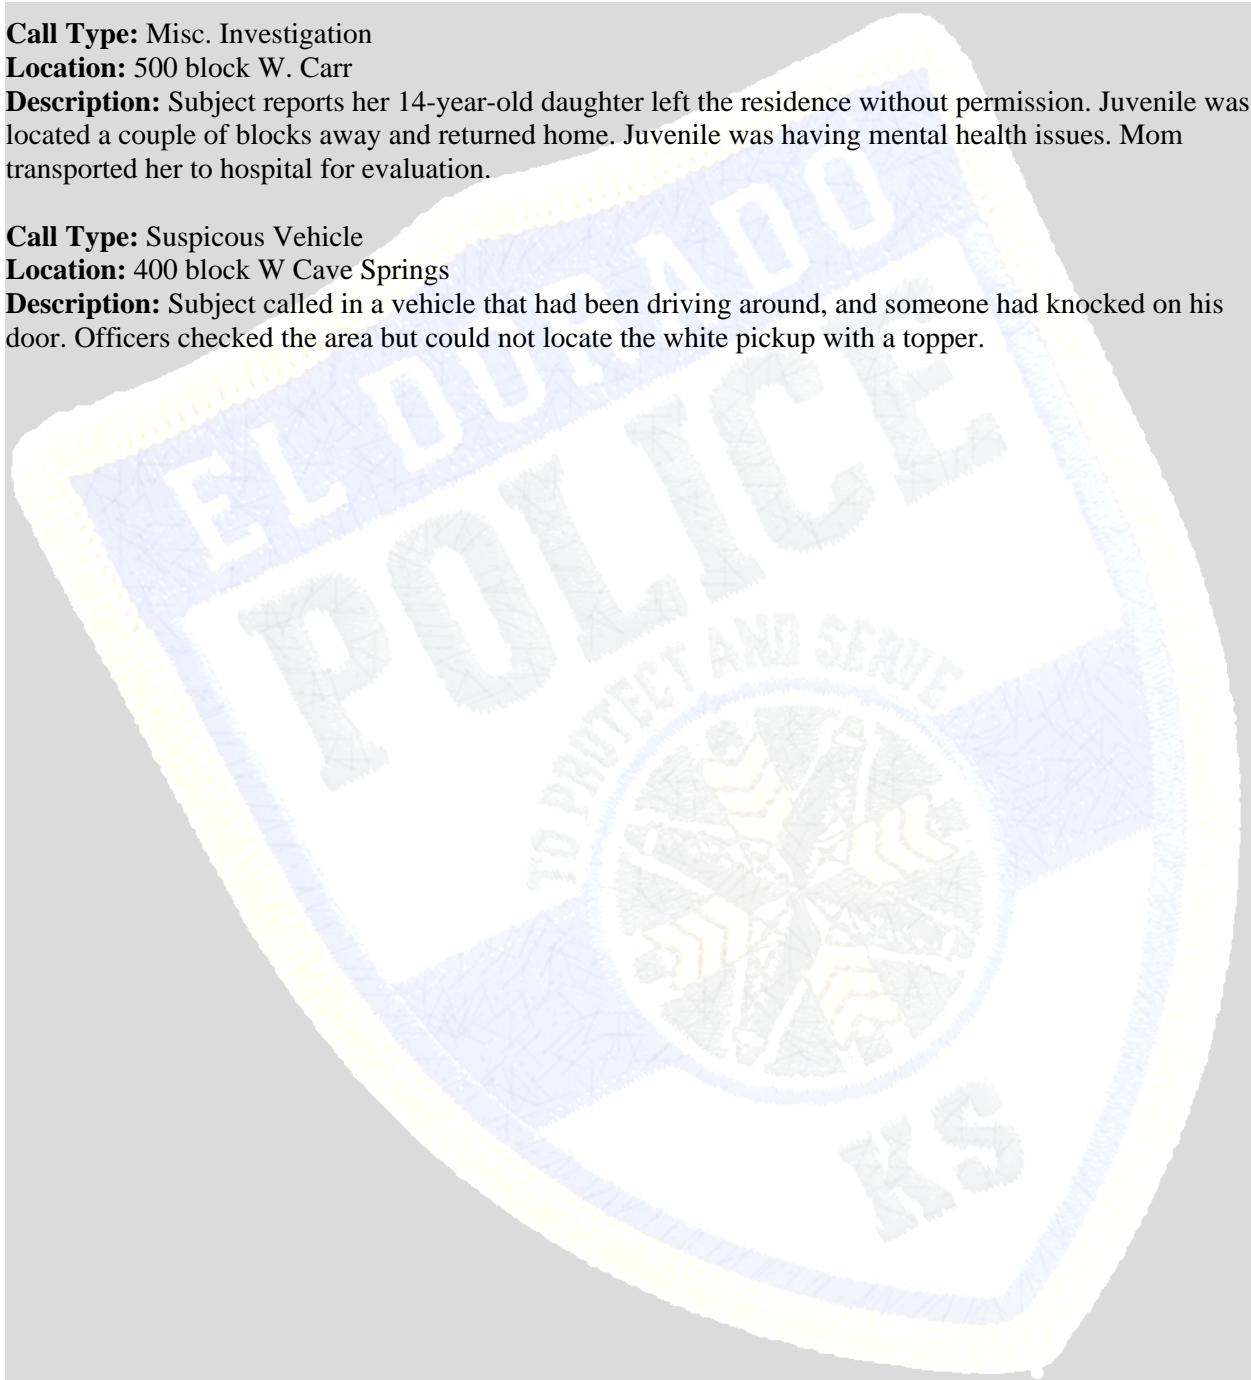 Call Type: Misc. Investigation
Location: 500 block W. Carr
Description: Subject reports her 14-year-old daughter left the residence without permission. Juvenile was
located a couple of blocks away and returned home. Juvenile was having mental health issues. Mom
transported her to hospital for evaluation.
Call Type: Suspicous Vehicle
Location: 400 block W Cave Springs
Description: Subject called in a vehicle that had been driving around, and someone had knocked on his
door. Officers checked the area but could not locate the white pickup with a topper.
EL DORADO
POLICE
TO PROTECT AND SERVE
KS